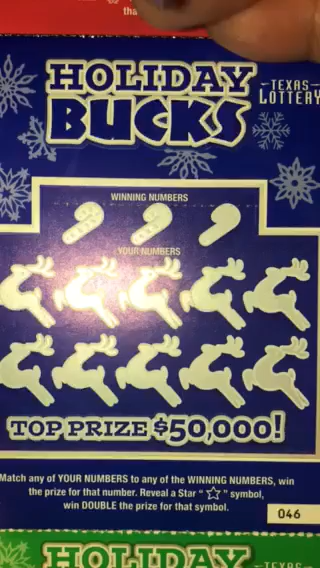 tha
HOLIDAY
BUCKS
TEXAS
LOTTERY
WINNING NUMBERS
YOUR NUMBERS
TOP PRIZE $50,000!
Match any of YOUR NUMBERS to any of the WINNING NUMBERS, win
the prize for that number. Reveal a Star “☆” symbol,
win DOUBLE the prize for that symbol.
046
HOLIDAY
TEXAS